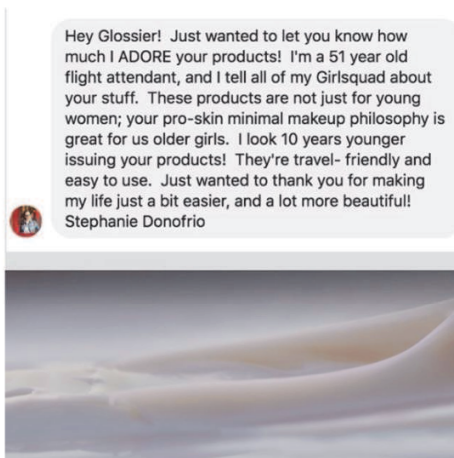 Hey Glossier!  Just wanted to let you know how
much I ADORE your products!  I'm a 51 year old
flight attendant, and I tell all of my Girlsquad about
your stuff.  These products are not just for young
women; your pro-skin minimal makeup philosophy is
great for us older girls.  I look 10 years younger
issuing your products!  They're travel- friendly and
easy to use.  Just wanted to thank you for making
my life just a bit easier, and a lot more beautiful!
Stephanie Donofrio